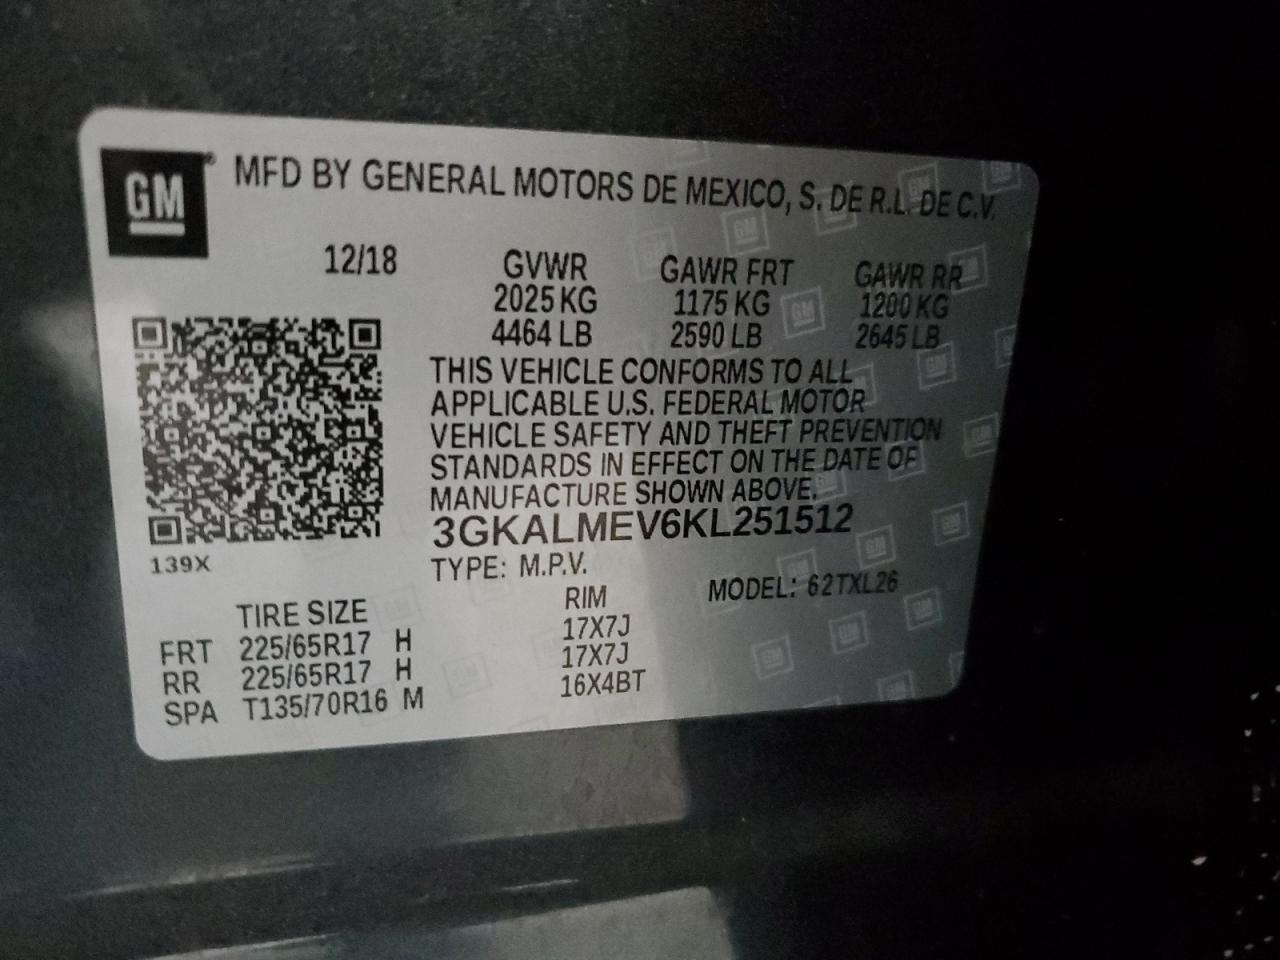 GM
MFD BY GENERAL MOTORS DE MEXICO, S. DE R.L. DE C.V.
12/18
GVWR GAWR FRT GAWR RR
2025 KG 1175 KG 1200 KG
4464 LB 2590 LB 2645 LB
THIS VEHICLE CONFORMS TO ALL
APPLICABLE U.S. FEDERAL MOTOR
VEHICLE SAFETY AND THEFT PREVENTION
STANDARDS IN EFFECT ON THE DATE OF
MANUFACTURE SHOWN ABOVE.
3GKALMEV6KL251512
TYPE: M.P.V. MODEL: 62TXL26
139X
TIRE SIZE RIM
FRT 225/65R17 H 17X7J
RR 225/65R17 H 17X7J
SPA T135/70R16 M 16X4BT